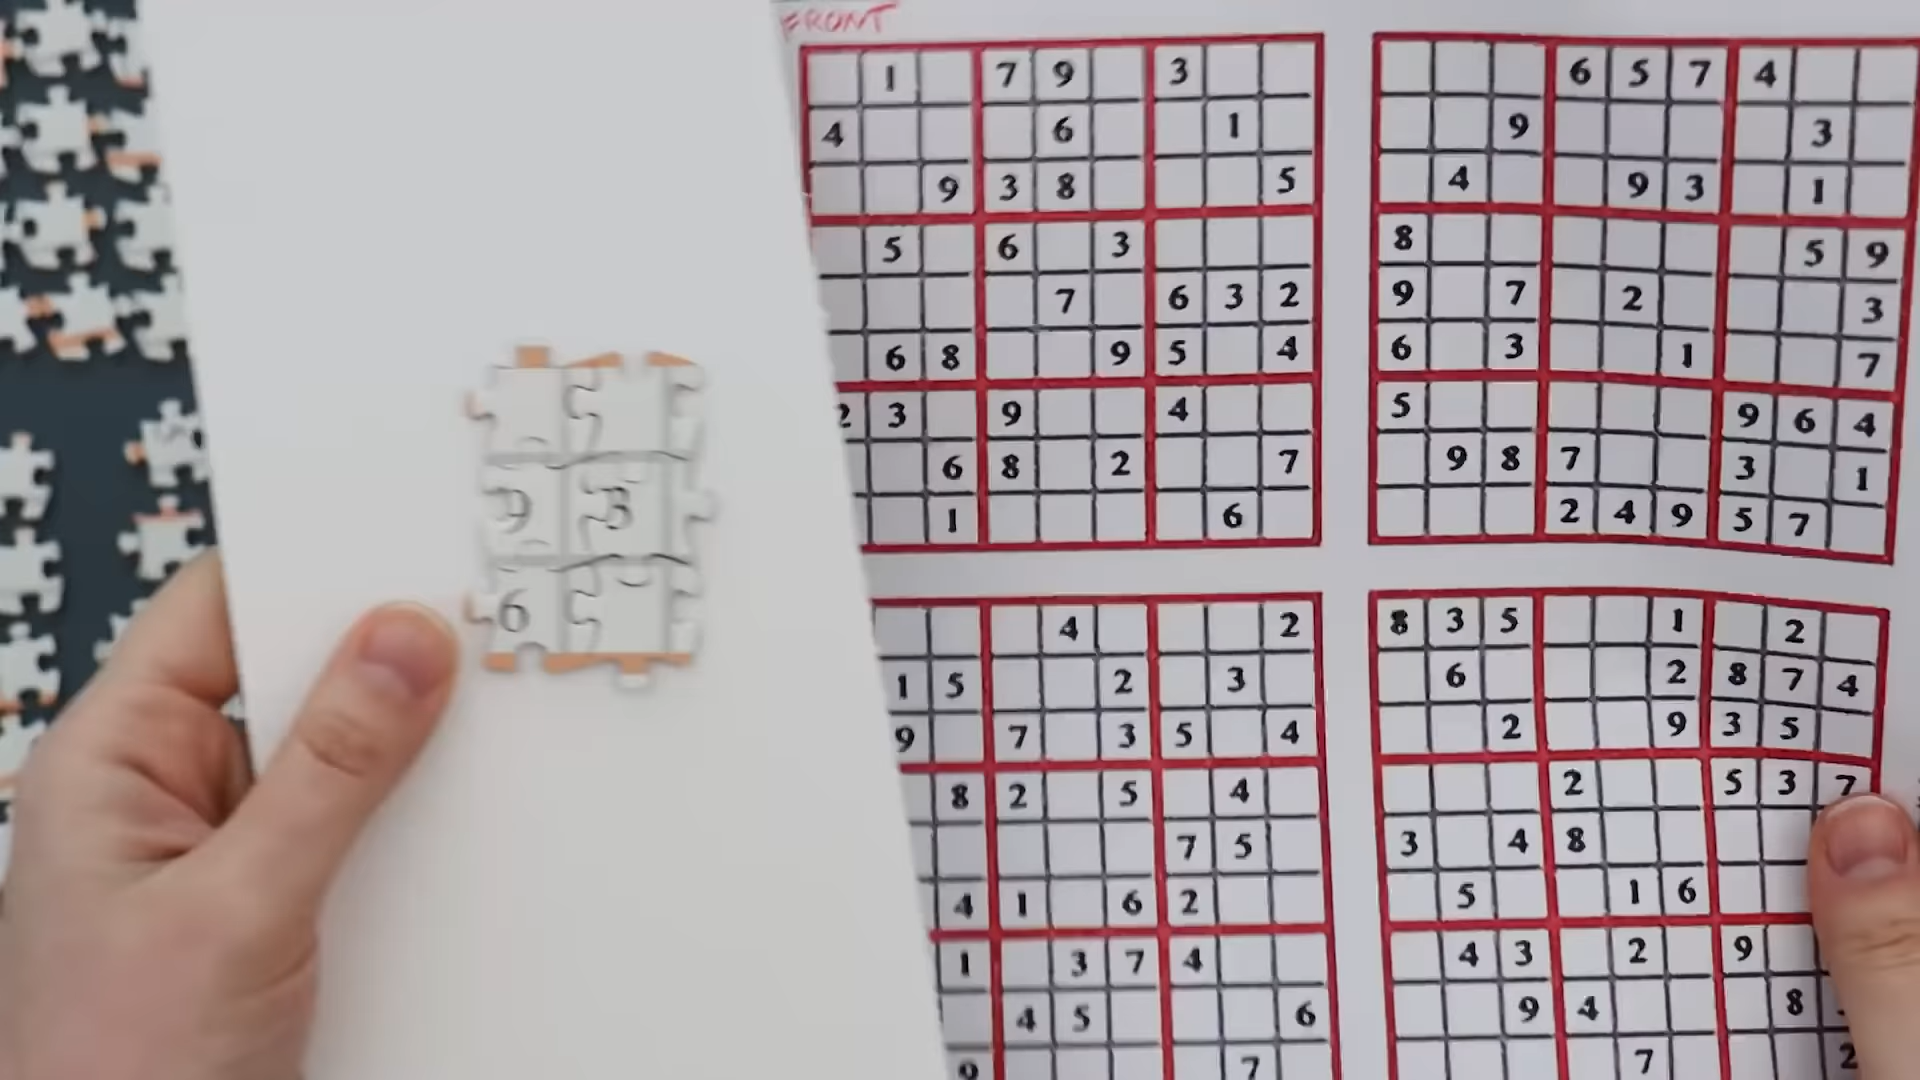 FRONT
1 7 9 3
4 6 1
9 3 8 5
5 6 3
7 6 3 2
6 8 9 5 4
2 3 9 4
6 8 2 7
1 6
6 5 7 4
9 3
4 9 3 1
8 5 9
9 7 2 3
6 3 1 7
5 9 6 4
9 8 7 3 1
2 4 9 5 7
9 3
6
4 2
1 5 2 3
9 7 3 5 4
8 2 5 4
7 5
4 1 6 2
1 3 7 4
4 5 6
9 7
8 3 5 1 2
6 2 8 7 4
2 9 3 5
2 5 3 7
3 4 8
5 1 6
4 3 2 9
9 4 8
7 2